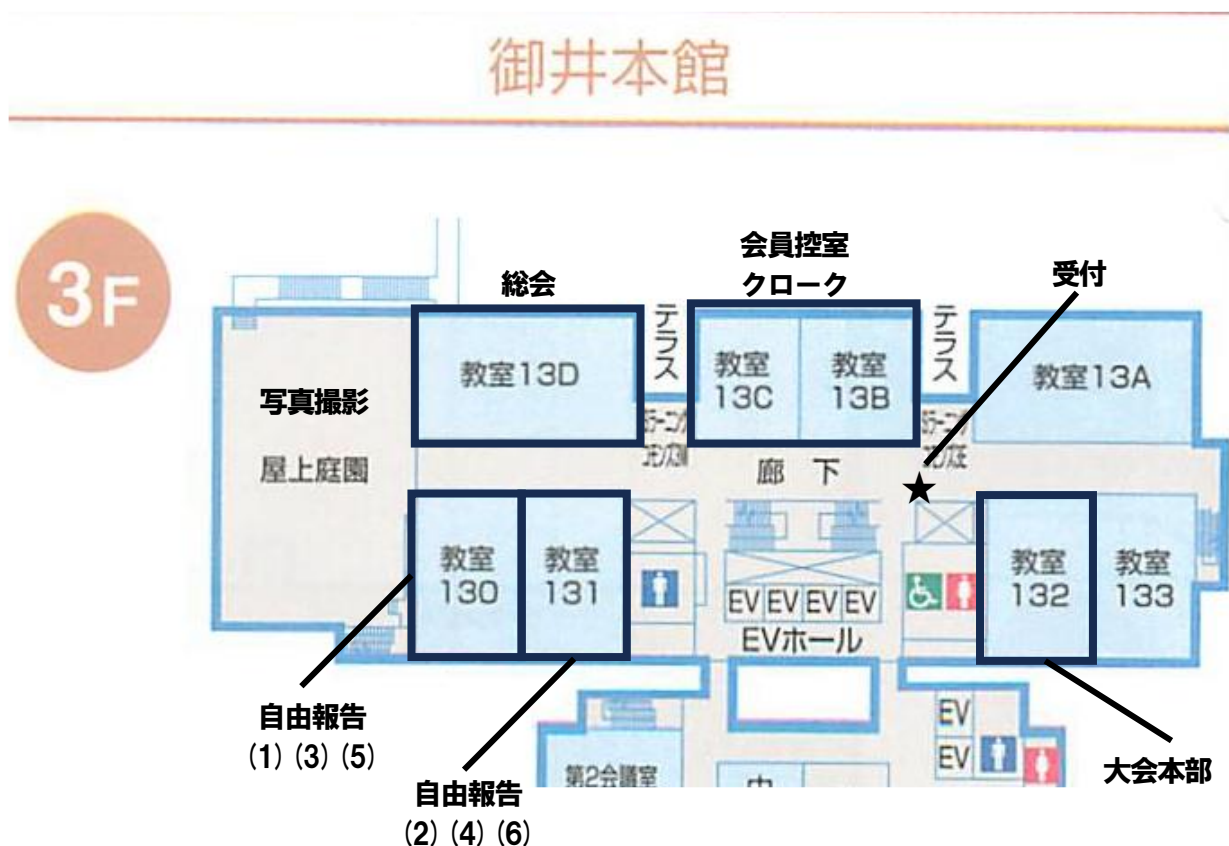 御井本館
3F
会員控室
クローク
総会
受付
テラス
テラス
教室13D
教室
13C
教室
13B
教室13A
写真撮影
屋上庭園
廊 下
★
教室
130
教室
131
教室
132
教室
133
EV EV EV EV
EVホール
自由報告
(1) (3) (5)
自由報告
(2) (4) (6)
EV
EV
第2会議室
大会本部